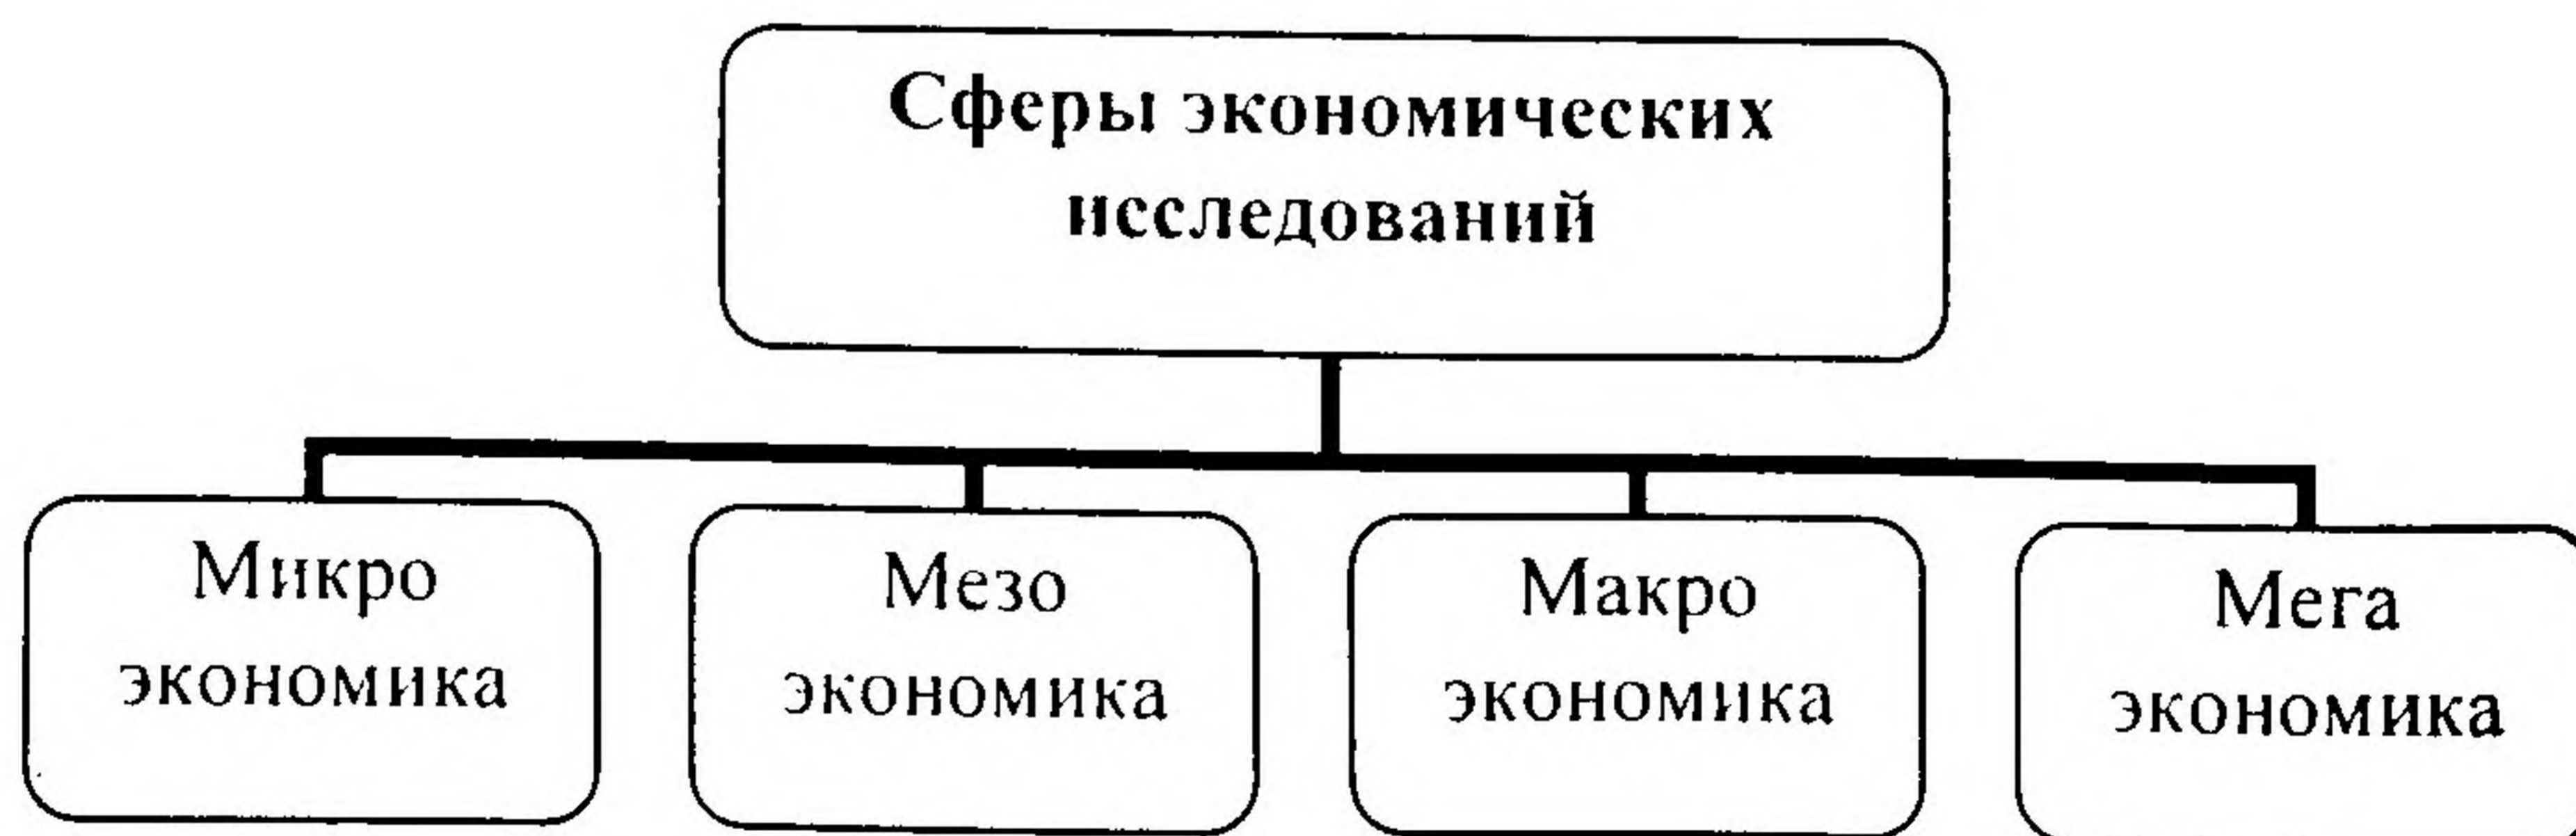 Сферы экономических
исследований
Микро
экономика
Мезо
экономика
Макро
экономика
Мега
экономика